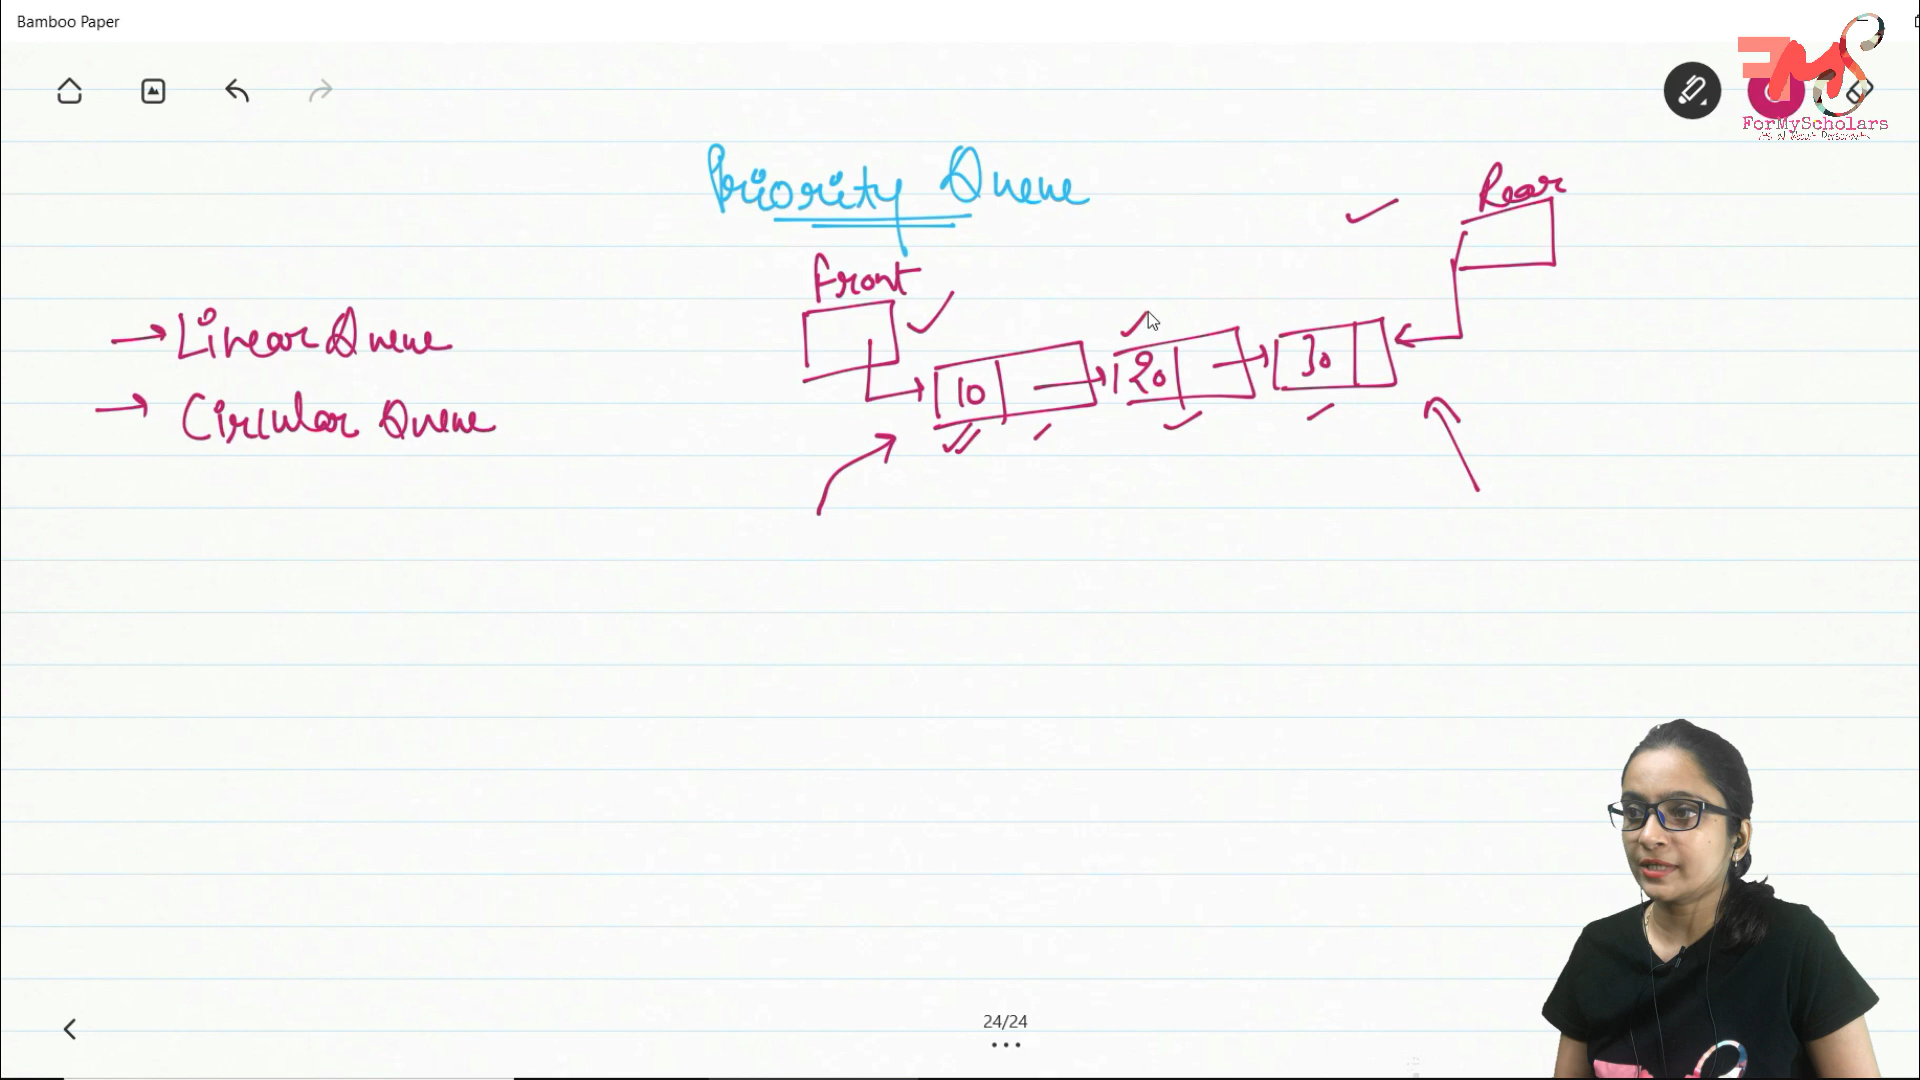 Bamboo Paper
ForMyScholars
Priority Queue
Rear
Front
→ Linear Queue
→ Circular Queue
10 20 30
24/24